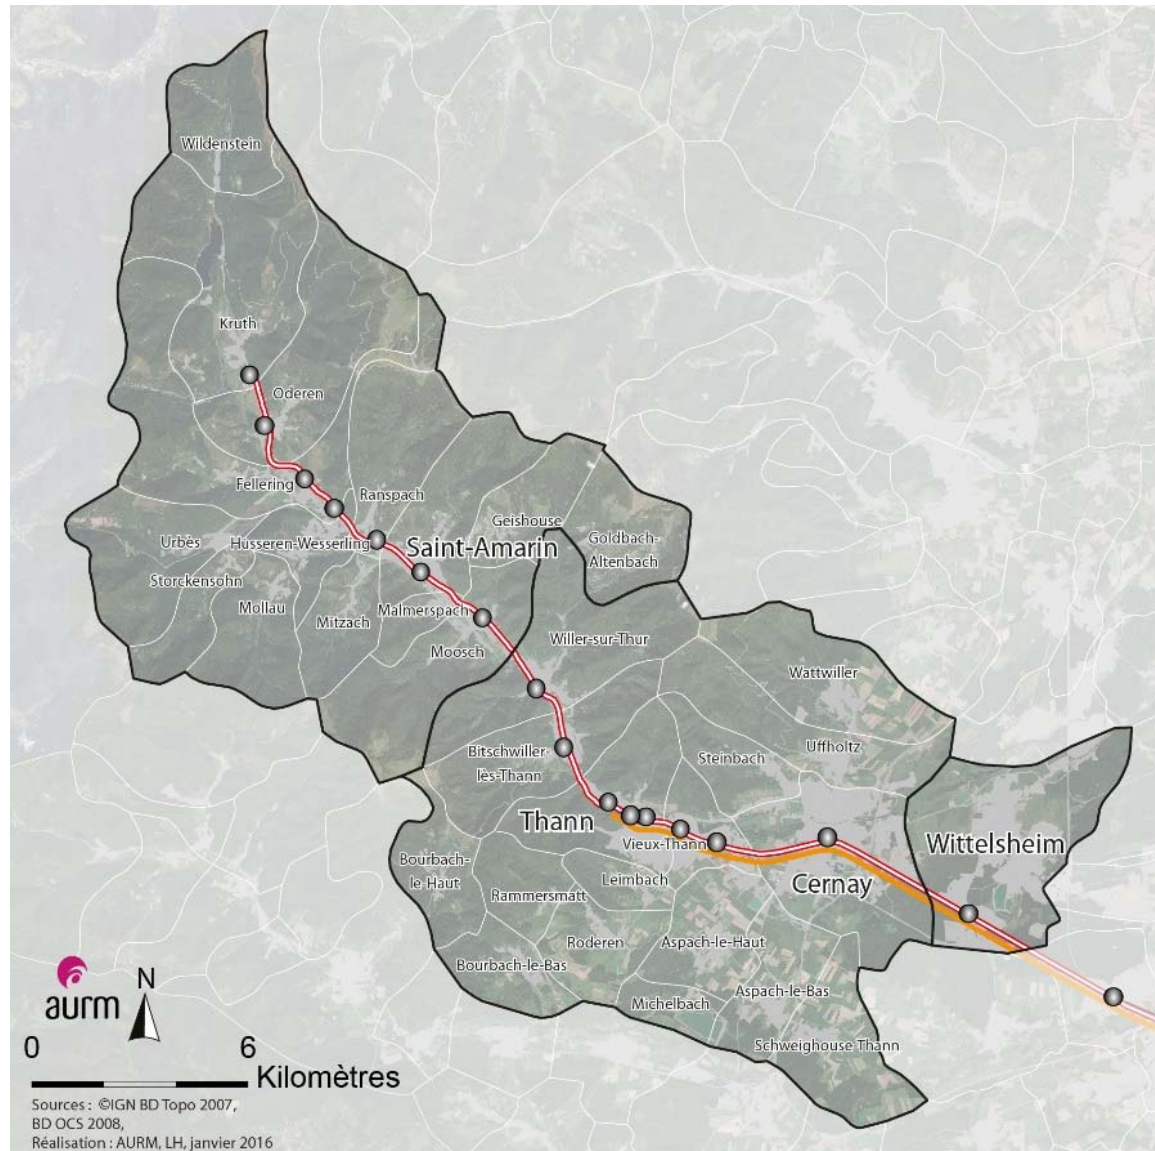 Wildenstein
Kruth
Oderen
Fellering
Ranspach
Geishouse
Urbès
Husseren-Wesserling
Saint-Amarin
Goldbach-
Altenbach
Storckensohn
Mollau
Mitzach
Malmerspach
Moosch
Willer-sur-Thur
Wattwiller
Bitschwiller-
lès-Thann
Steinbach
Uffholtz
Thann
Vieux-Thann
Wittelsheim
Bourbach-
le Haut
Leimbach
Cernay
Rammersmatt
Roderen
Aspach-le-Haut
Bourbach-le-Bas
Michelbach
Aspach-le-Bas
Schweighouse Thann
aurm
N
0 6
Kilomètres
Sources : ©IGN BD Topo 2007,
BD OCS 2008,
Réalisation : AURM, LH, janvier 2016